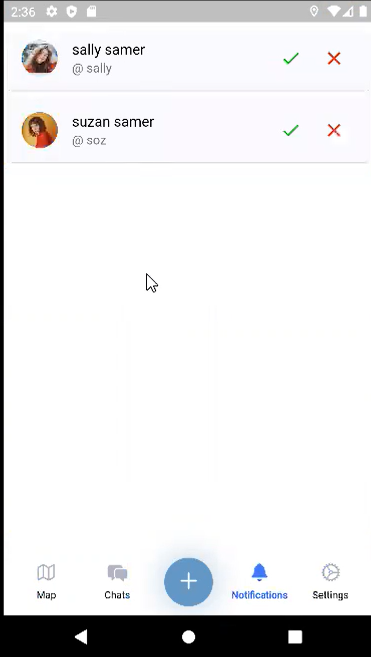 2:36
sally samer
@ sally
suzan samer
@ soz
Map
Chats
Notifications
Settings